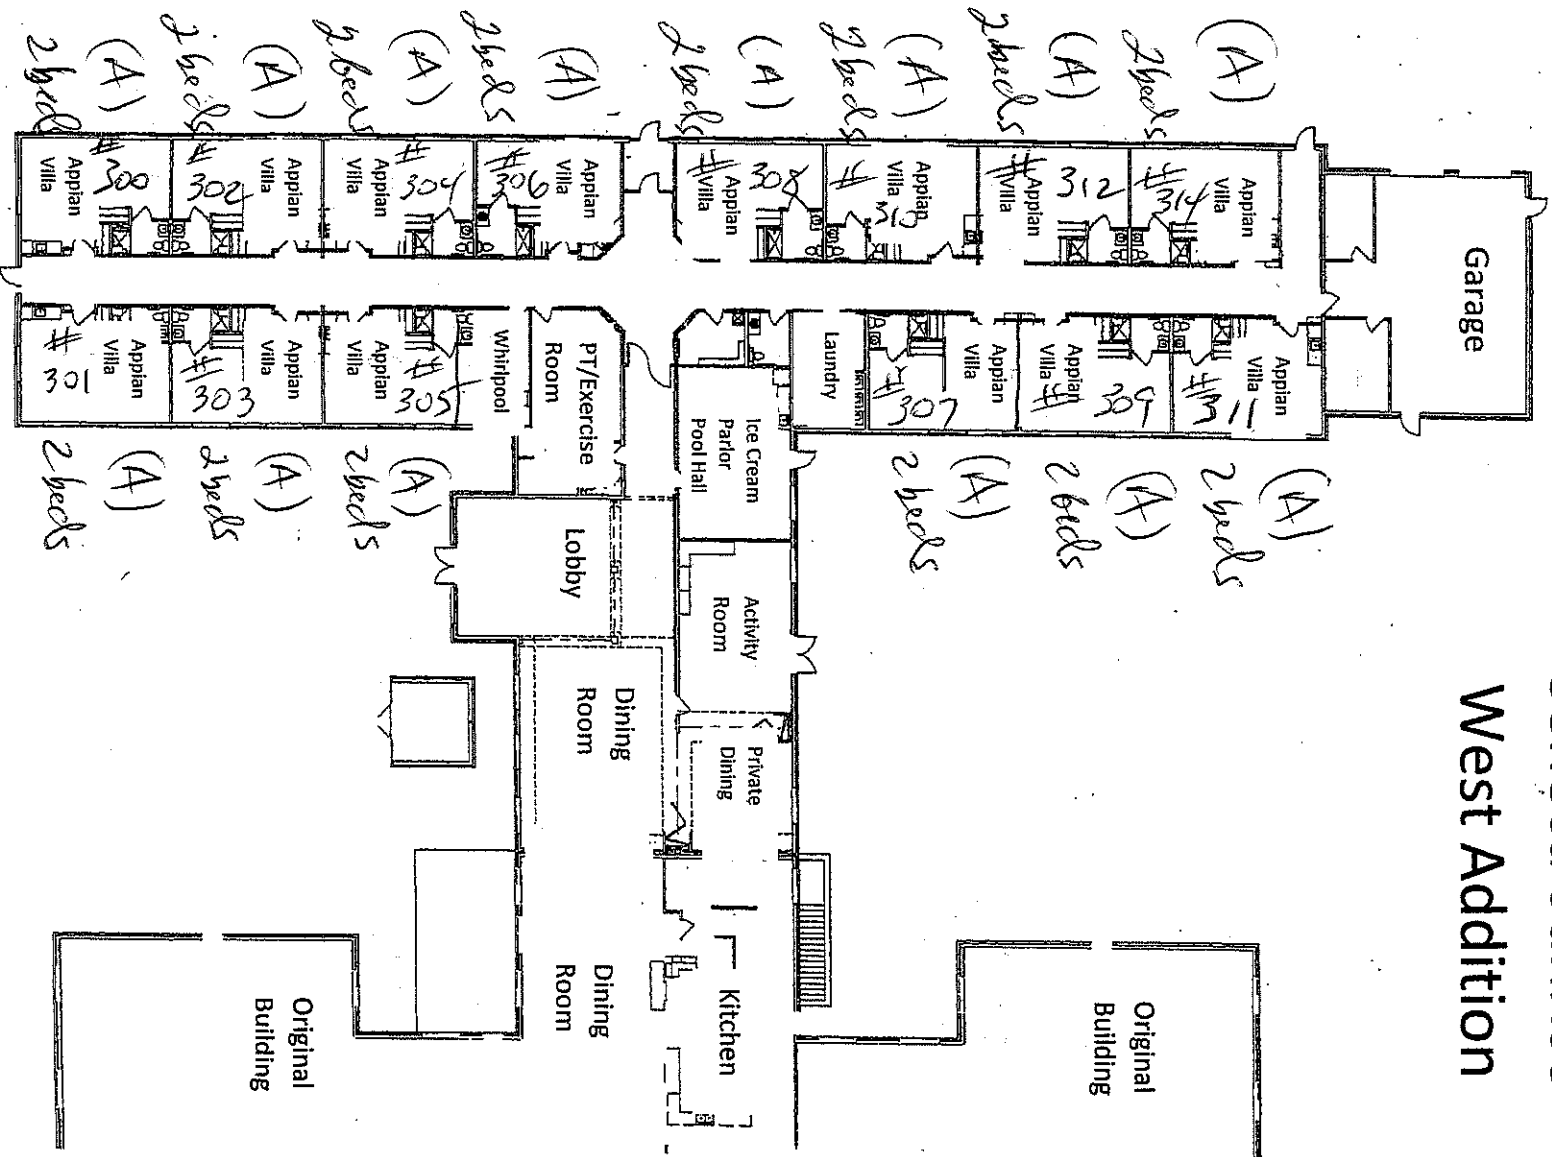 West Addition
Garage
(A)
2 beds
(A)
2 beds
(A)
2 beds
(A)
2 beds
(A)
2 beds
(A)
2 beds
(A)
2 beds
(A)
2 beds
Appian
Villa
#300
Appian
Villa
#302
Appian
Villa
#304
Appian
Villa
#306
Appian
Villa
#308
Appian
Villa
#310
Appian
Villa
#312
Appian
Villa
#314
Appian
Villa
#301
Appian
Villa
#303
Appian
Villa
#305
Whirlpool
PT/Exercise
Room
Laundry
Appian
Villa
#307
Appian
Villa
#309
Appian
Villa
#311
(A)
2 beds
(A)
2 beds
(A)
2 beds
(A)
2 beds
(A)
2 beds
(A)
2 beds
Ice Cream
Parlor
Pool Hall
Lobby
Activity
Room
Dining
Room
Private
Dining
Kitchen
Dining
Room
Original
Building
Original
Building